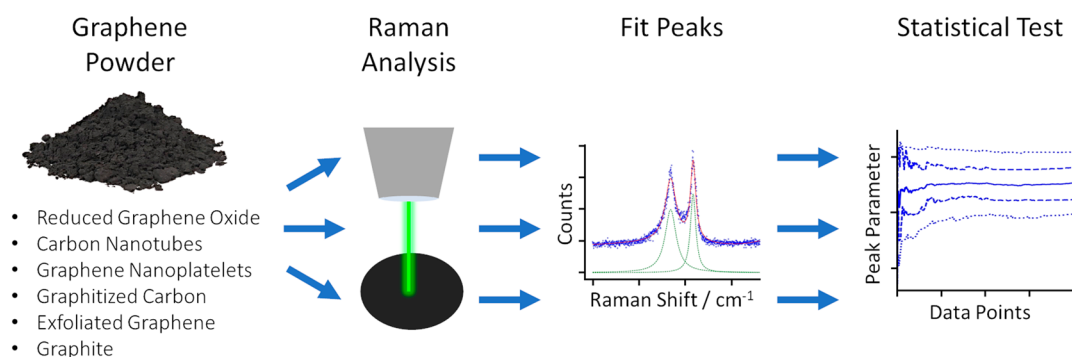 Graphene
Powder
Raman
Analysis
Fit Peaks
Statistical Test
• Reduced Graphene Oxide
• Carbon Nanotubes
• Graphene Nanoplatelets
• Graphitized Carbon
• Exfoliated Graphene
• Graphite
Counts
Raman Shift / cm⁻¹
Peak Parameter
Data Points